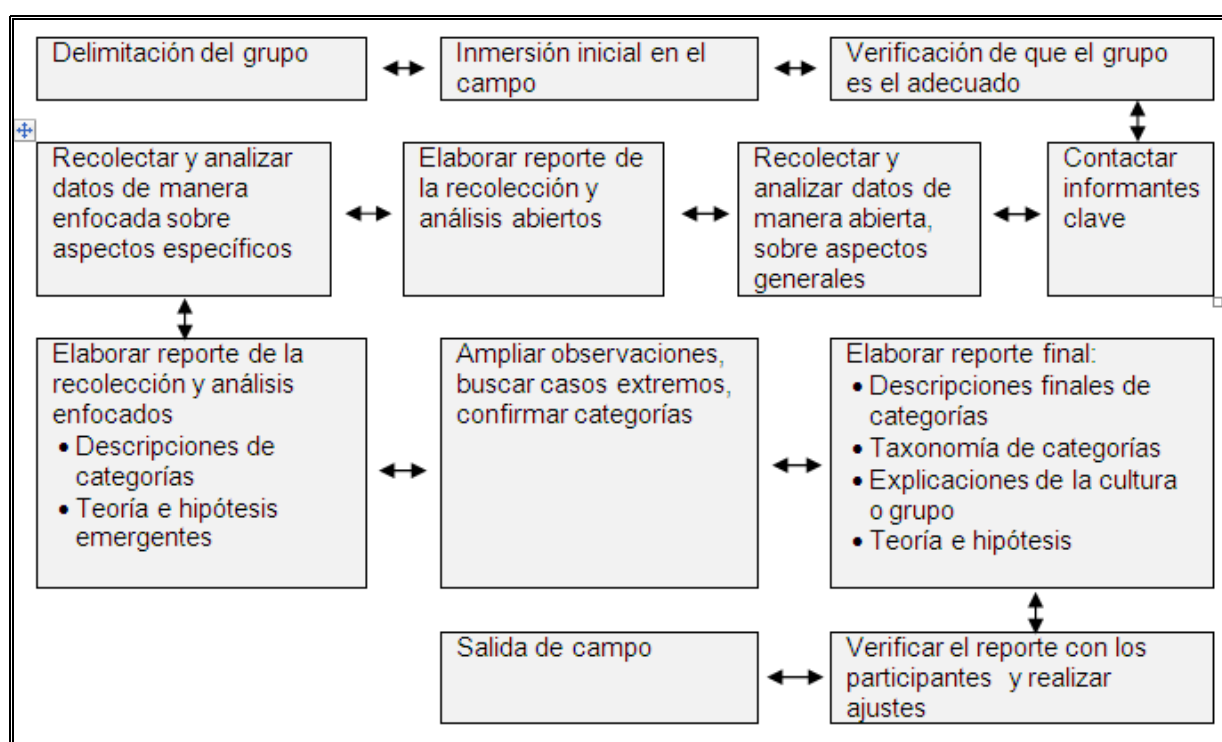 Delimitación del grupo
Inmersión inicial en el
campo
Verificación de que el grupo
es el adecuado
Recolectar y analizar
datos de manera
enfocada sobre
aspectos específicos
Elaborar reporte de
la recolección y
análisis abiertos
Recolectar y
analizar datos de
manera abierta,
sobre aspectos
generales
Contactar
informantes
clave
Elaborar reporte de la
recolección y análisis
enfocados
• Descripciones de
categorías
• Teoría e hipótesis
emergentes
Ampliar observaciones,
buscar casos extremos,
confirmar categorías
Elaborar reporte final:
• Descripciones finales de
categorías
• Taxonomía de categorías
• Explicaciones de la cultura
o grupo
• Teoría e hipótesis
Salida de campo
Verificar el reporte con los
participantes y realizar
ajustes